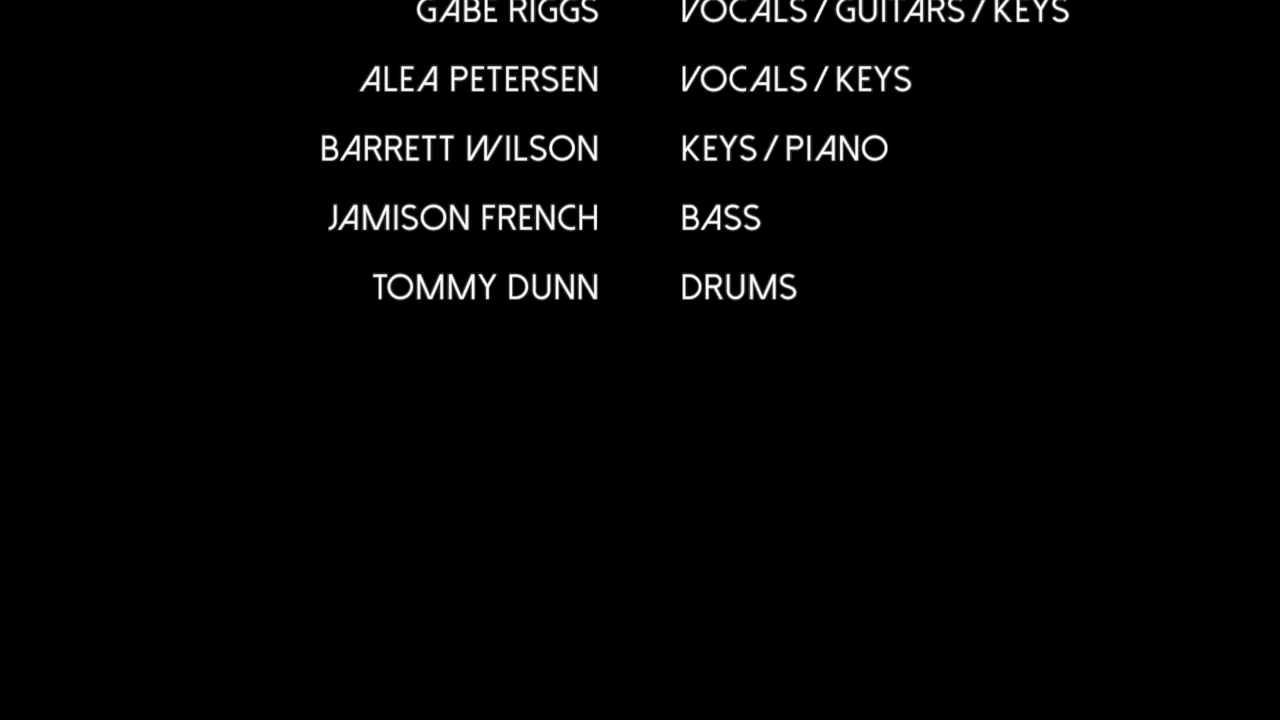 GABE RIGGS VOCALS / GUITARS / KEYS
ALEA PETERSEN VOCALS / KEYS
BARRETT WILSON KEYS / PIANO
JAMISON FRENCH BASS
TOMMY DUNN DRUMS